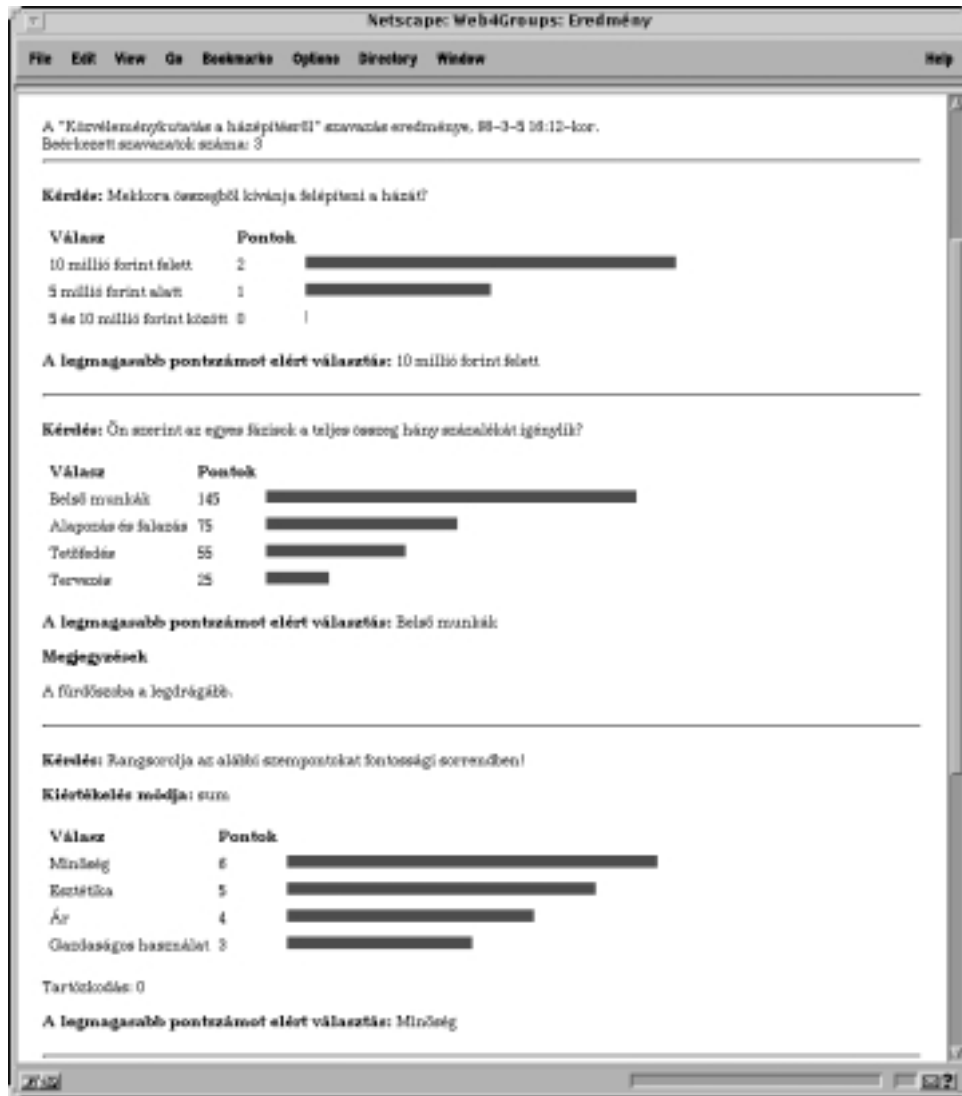 Netscape: Web4Groups: Eredmény
File Edit View Go Bookmarks Options Directory Window Help
A "Közvéleménykutatás a házépítésről" szavazás eredménye, 98-3-5 16:12-kor.
Beérkezett szavazatok száma: 3
Kérdés: Mekkora összegből kívánja felépíteni a házát?
Válasz Pontok
10 millió forint felett 2
5 millió forint alatt 1
5 és 10 millió forint között 0
A legmagasabb pontszámot elért választás: 10 millió forint felett
Kérdés: Ön szerint az egyes fázisok a teljes összeg hány százalékát igénylik?
Válasz Pontok
Belső munkák 145
Alapozás és falazás 75
Tetőfedés 55
Tervezés 25
A legmagasabb pontszámot elért választás: Belső munkák
Megjegyzések
A fürdőszoba a legdrágább.
Kérdés: Rangsorolja az alábbi szempontokat fontossági sorrendben!
Kiértékelés módja: sum
Válasz Pontok
Minőség 6
Esztétika 5
Ár 4
Gazdaságos használat 3
Tartózkodás: 0
A legmagasabb pontszámot elért választás: Minőség